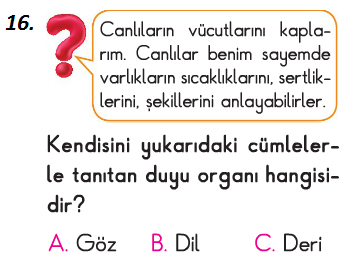 16.
Canlıların vücutlarını kapla-
rım. Canlılar benim sayemde
varlıkların sıcaklıklarını, sertlik-
lerini, şekillerini anlayabilirler.
Kendisini yukarıdaki cümleler-
le tanıtan duyu organı hangisi-
dir?
A. Göz B. Dil C. Deri